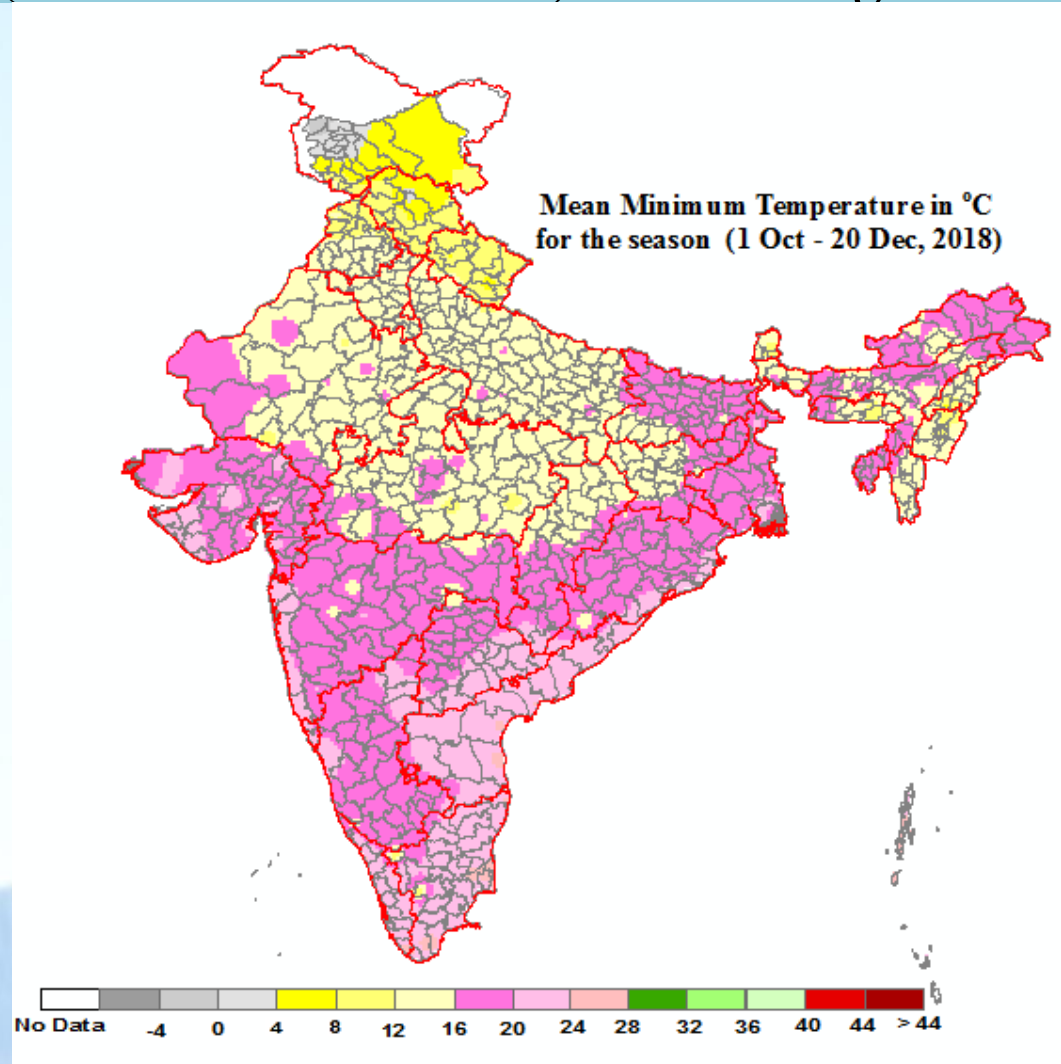 Mean Minimum Temperature in °C
for the season (1 Oct - 20 Dec, 2018)
No Data -4 0 4 8 12 16 20 24 28 32 36 40 44 > 44